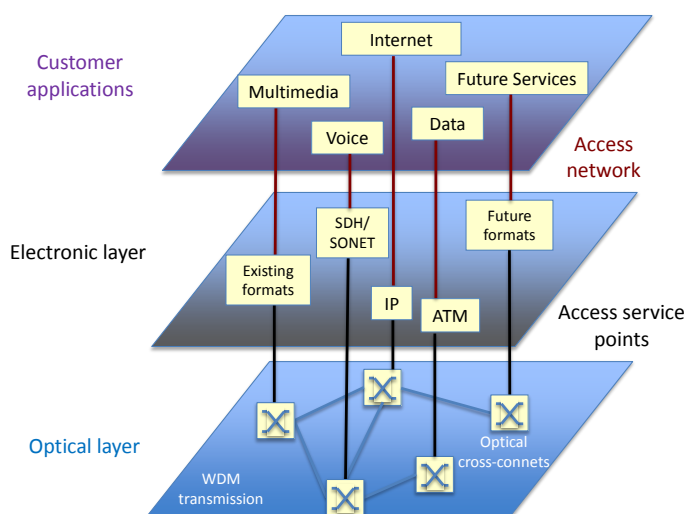 Customer
applications
Internet
Future Services
Multimedia
Data
Voice
Access
network
Electronic layer
SDH/
SONET
Future
formats
Existing
formats
IP
ATM
Access service
points
Optical layer
Optical
cross-connets
WDM
transmission